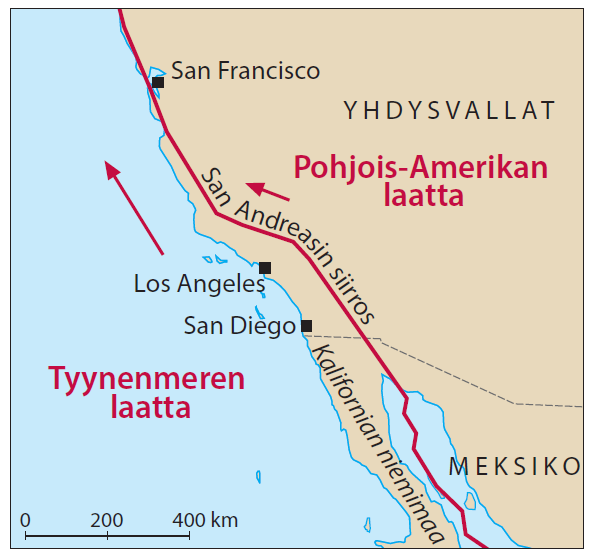 San Francisco
YHDYSVALLAT
Pohjois-Amerikan
laatta
San Andreasin siirros
Los Angeles
San Diego
Tyynenmeren
laatta
Kalifornian niemimaa
MEKSIKO
0 200 400 km